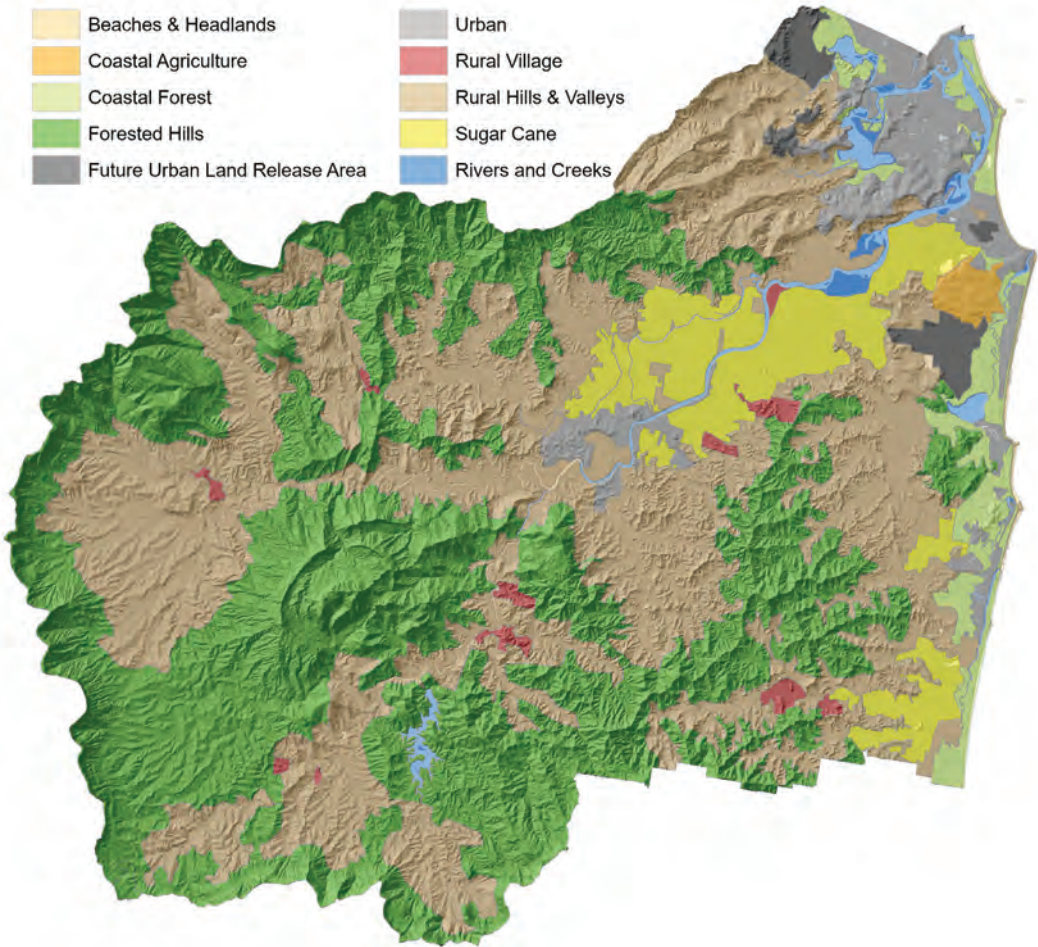 Beaches & Headlands
Coastal Agriculture
Coastal Forest
Forested Hills
Future Urban Land Release Area
Urban
Rural Village
Rural Hills & Valleys
Sugar Cane
Rivers and Creeks